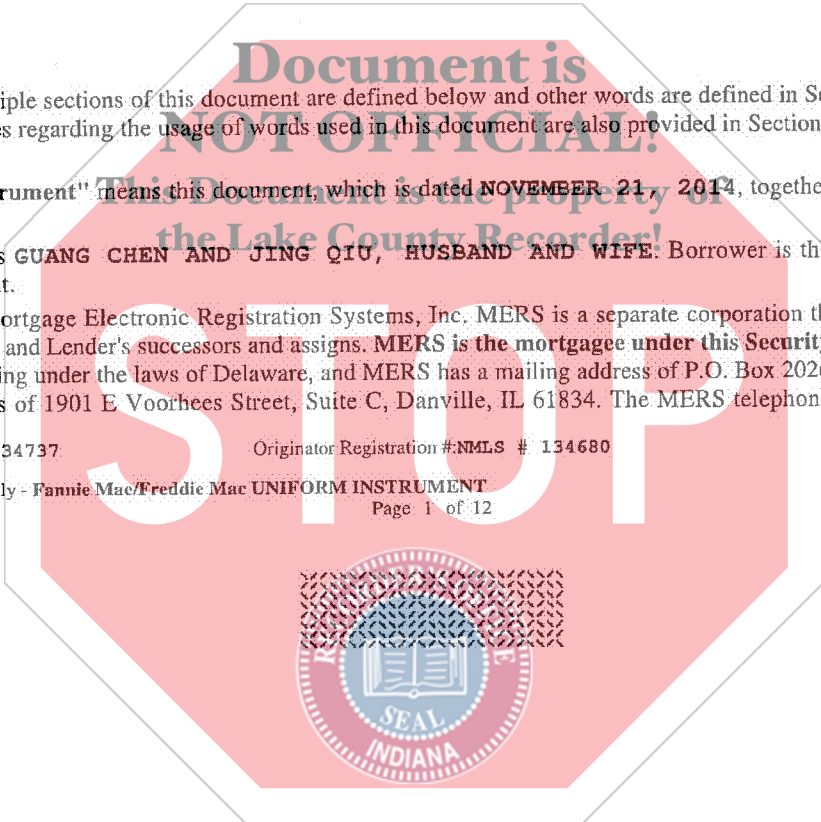 Document is
NOT OFFICIAL!
This Document is the property of
the Lake County Recorder!
iple sections of this document are defined below and other words are defined in Se
s regarding the usage of words used in this document are also provided in Section
rument" means this document, which is dated NOVEMBER 21, 2014, togethe
s GUANG CHEN AND JING QIU, HUSBAND AND WIFE. Borrower is th
t.
ortgage Electronic Registration Systems, Inc. MERS is a separate corporation th
and Lender's successors and assigns. MERS is the mortgagee under this Security
ing under the laws of Delaware, and MERS has a mailing address of P.O. Box 202
s of 1901 E Voorhees Street, Suite C, Danville, IL 61834. The MERS telephon
34737 Originator Registration #:NMLS # 134680
ly - Fannie Mae/Freddie Mac UNIFORM INSTRUMENT
Page 1 of 12
STOP
RECORDER'S OFFICE
SEAL
INDIANA